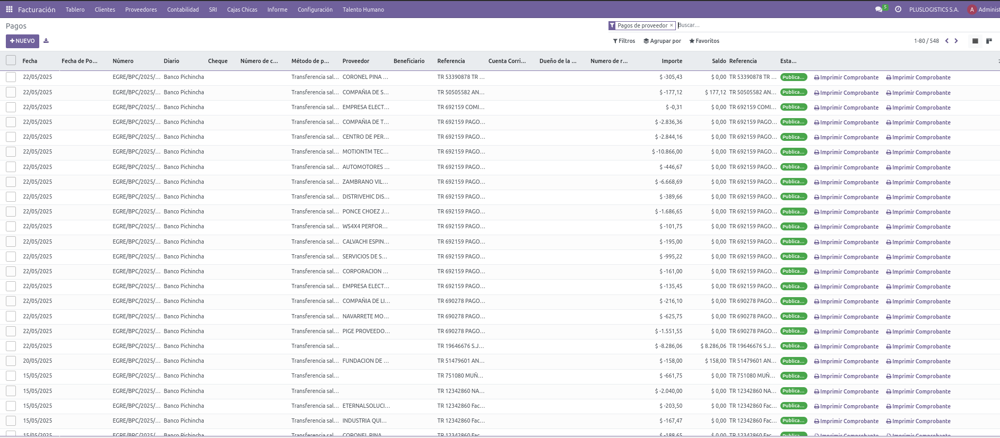 Facturación Tablero Clientes Proveedores Contabilidad SRI Cajas Chicas Informe Configuración Talento Humano 5 PLUSLOGISTICS S.A. A Administ
Pagos Pagos de proveedor × Buscar...
+ NUEVO Filtros Agrupar por Favoritos 1-80 / 548
Fecha Fecha de Po... Número Diario Cheque Número de c... Método de p... Proveedor Beneficiario Referencia Cuenta Corri... Dueño de la ... Numero de r... Importe Saldo Referencia Esta...
22/05/2025 EGRE/BPC/2025/... Banco Pichincha Transferencia sal... CORONEL PINA ... TR 53390878 TR ... $ -305,43 $ 0,00 TR 53390878 TR ... Publica... Imprimir Comprobante Imprimir Comprobante
22/05/2025 EGRE/BPC/2025/... Banco Pichincha Transferencia sal... COMPAÑIA DE S... TR 50505582 AN... $ -177,12 $ 177,12 TR 50505582 AN... Publica... Imprimir Comprobante Imprimir Comprobante
22/05/2025 EGRE/BPC/2025/... Banco Pichincha Transferencia sal... EMPRESA ELECT... TR 692159 COMI... $ -0,31 $ 0,00 TR 692159 COMI... Publica... Imprimir Comprobante Imprimir Comprobante
22/05/2025 EGRE/BPC/2025/... Banco Pichincha Transferencia sal... COMPAÑIA DE T... TR 692159 PAGO... $ -2.836,36 $ 0,00 TR 692159 PAGO... Publica... Imprimir Comprobante Imprimir Comprobante
22/05/2025 EGRE/BPC/2025/... Banco Pichincha Transferencia sal... CENTRO DE PER... TR 692159 PAGO... $ -2.844,16 $ 0,00 TR 692159 PAGO... Publica... Imprimir Comprobante Imprimir Comprobante
22/05/2025 EGRE/BPC/2025/... Banco Pichincha Transferencia sal... MOTIONTM TEC... TR 692159 PAGO... $ -10.866,00 $ 0,00 TR 692159 PAGO... Publica... Imprimir Comprobante Imprimir Comprobante
22/05/2025 EGRE/BPC/2025/... Banco Pichincha Transferencia sal... AUTOMOTORES ... TR 692159 PAGO... $ -446,67 $ 0,00 TR 692159 PAGO... Publica... Imprimir Comprobante Imprimir Comprobante
22/05/2025 EGRE/BPC/2025/... Banco Pichincha Transferencia sal... ZAMBRANO VIL... TR 692159 PAGO... $ -6.668,69 $ 0,00 TR 692159 PAGO... Publica... Imprimir Comprobante Imprimir Comprobante
22/05/2025 EGRE/BPC/2025/... Banco Pichincha Transferencia sal... DISTRIVEHIC DIS... TR 692159 PAGO... $ -389,66 $ 0,00 TR 692159 PAGO... Publica... Imprimir Comprobante Imprimir Comprobante
22/05/2025 EGRE/BPC/2025/... Banco Pichincha Transferencia sal... PONCE CHOEZ J... TR 692159 PAGO... $ -1.686,65 $ 0,00 TR 692159 PAGO... Publica... Imprimir Comprobante Imprimir Comprobante
22/05/2025 EGRE/BPC/2025/... Banco Pichincha Transferencia sal... WS4X4 PERFOR... TR 692159 PAGO... $ -101,75 $ 0,00 TR 692159 PAGO... Publica... Imprimir Comprobante Imprimir Comprobante
22/05/2025 EGRE/BPC/2025/... Banco Pichincha Transferencia sal... CALVACHI ESPIN... TR 692159 PAGO... $ -195,00 $ 0,00 TR 692159 PAGO... Publica... Imprimir Comprobante Imprimir Comprobante
22/05/2025 EGRE/BPC/2025/... Banco Pichincha Transferencia sal... SERVICIOS DE S... TR 692159 PAGO... $ -995,22 $ 0,00 TR 692159 PAGO... Publica... Imprimir Comprobante Imprimir Comprobante
22/05/2025 EGRE/BPC/2025/... Banco Pichincha Transferencia sal... CORPORACION ... TR 692159 PAGO... $ -161,00 $ 0,00 TR 692159 PAGO... Publica... Imprimir Comprobante Imprimir Comprobante
22/05/2025 EGRE/BPC/2025/... Banco Pichincha Transferencia sal... EMPRESA ELECT... TR 692159 PAGO... $ -135,45 $ 0,00 TR 692159 PAGO... Publica... Imprimir Comprobante Imprimir Comprobante
22/05/2025 EGRE/BPC/2025/... Banco Pichincha Transferencia sal... COMPAÑIA DE LI... TR 690278 PAGO... $ -216,10 $ 0,00 TR 690278 PAGO... Publica... Imprimir Comprobante Imprimir Comprobante
22/05/2025 EGRE/BPC/2025/... Banco Pichincha Transferencia sal... NAVARRETE MO... TR 690278 PAGO... $ -625,75 $ 0,00 TR 690278 PAGO... Publica... Imprimir Comprobante Imprimir Comprobante
22/05/2025 EGRE/BPC/2025/... Banco Pichincha Transferencia sal... PIGE PROVEEDO... TR 690278 PAGO... $ -1.551,55 $ 0,00 TR 690278 PAGO... Publica... Imprimir Comprobante Imprimir Comprobante
22/05/2025 EGRE/BPC/2025/... Banco Pichincha Transferencia sal... TR 19646676 S.J... $ -8.286,06 $ 8.286,06 TR 19646676 S.J... Publica... Imprimir Comprobante Imprimir Comprobante
20/05/2025 EGRE/BPC/2025/... Banco Pichincha Transferencia sal... FUNDACION DE ... TR 51479601 AN... $ -158,00 $ 158,00 TR 51479601 AN... Publica... Imprimir Comprobante Imprimir Comprobante
15/05/2025 EGRE/BPC/2025/... Banco Pichincha Transferencia sal... TR 751080 MUÑ... $ -661,75 $ 0,00 TR 751080 MUÑ... Publica... Imprimir Comprobante Imprimir Comprobante
15/05/2025 EGRE/BPC/2025/... Banco Pichincha Transferencia sal... TR 12342860 NA... $ -2.040,00 $ 0,00 TR 12342860 NA... Publica... Imprimir Comprobante Imprimir Comprobante
15/05/2025 EGRE/BPC/2025/... Banco Pichincha Transferencia sal... ETERNALSOLUCI... TR 12342860 Fac... $ -203,50 $ 0,00 TR 12342860 Fac... Publica... Imprimir Comprobante Imprimir Comprobante
15/05/2025 EGRE/BPC/2025/... Banco Pichincha Transferencia sal... INDUSTRIA QUI... TR 12342860 Fac... $ -167,47 $ 0,00 TR 12342860 Fac... Publica... Imprimir Comprobante Imprimir Comprobante
15/05/2025 EGRE/BPC/2025/... Banco Pichincha Transferencia sal... CORONEL PINA ... TR 12342860 Fac... $ -188,65 $ 0,00 TR 12342860 Fac... Publica... Imprimir Comprobante Imprimir Comprobante